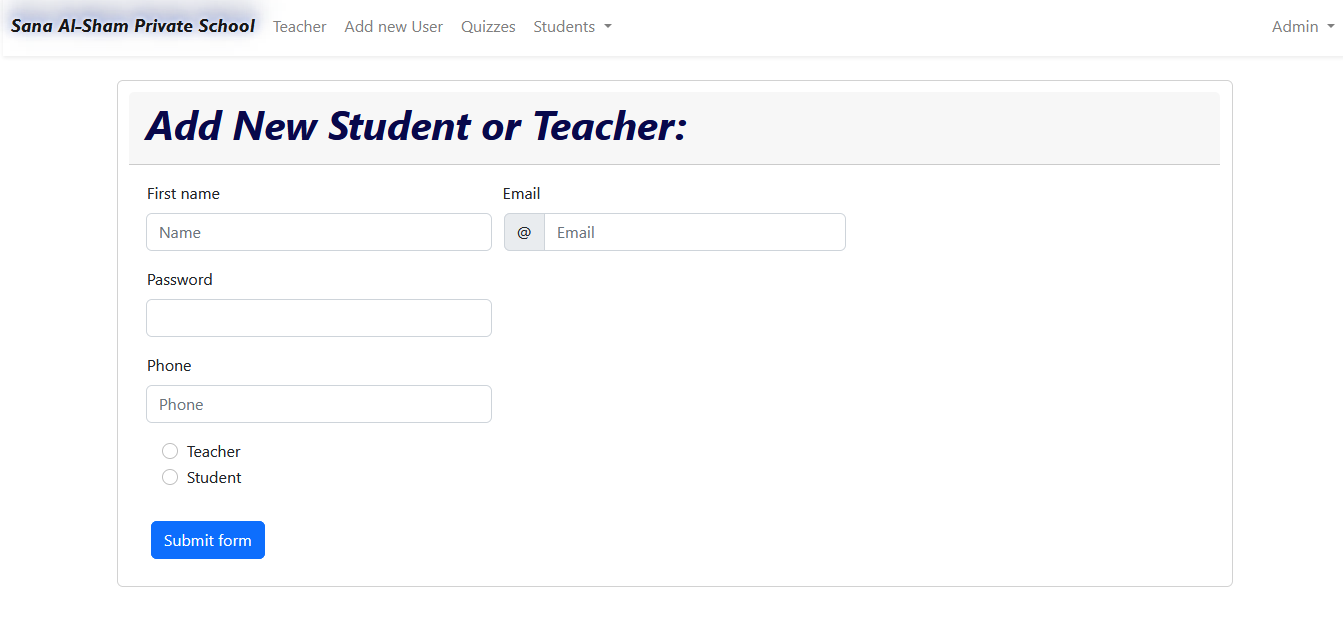 Sana Al-Sham Private School Teacher Add new User Quizzes Students Admin
Add New Student or Teacher:
First name Email
Name @ Email
Password
Phone
Phone
Teacher
Student
Submit form